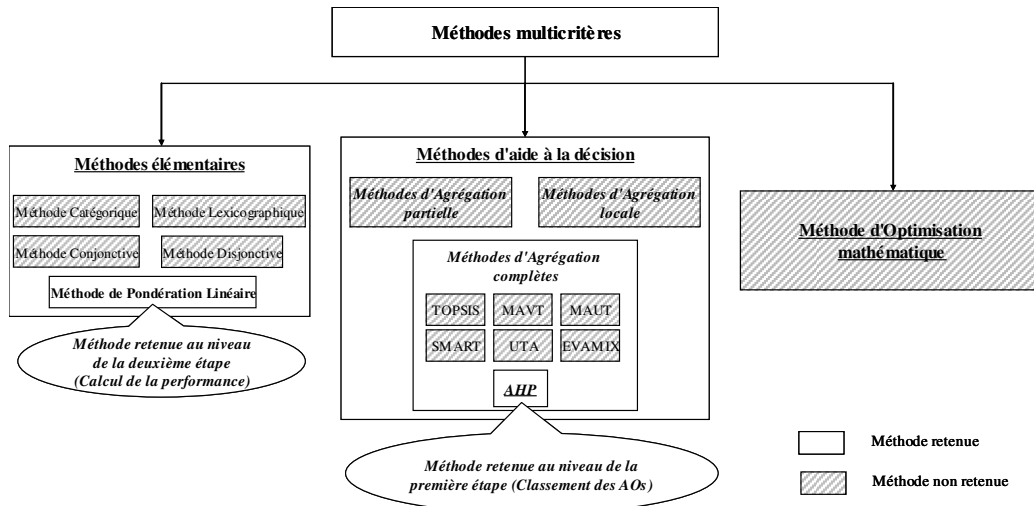 Méthodes multicritères
Méthodes élémentaires
Méthode Catégorique
Méthode Lexicographique
Méthode Conjonctive
Méthode Disjonctive
Méthode de Pondération Linéaire
Méthode retenue au niveau
de la deuxième étape
(Calcul de la performance)
Méthodes d'aide à la décision
Méthodes d'Agrégation
partielle
Méthodes d'Agrégation
locale
Méthodes d'Agrégation
complètes
TOPSIS
MAVT
MAUT
SMART
UTA
EVAMIX
AHP
Méthode retenue au niveau de la
première étape (Classement des AOs)
Méthode d'Optimisation
mathématique
Méthode retenue
Méthode non retenue